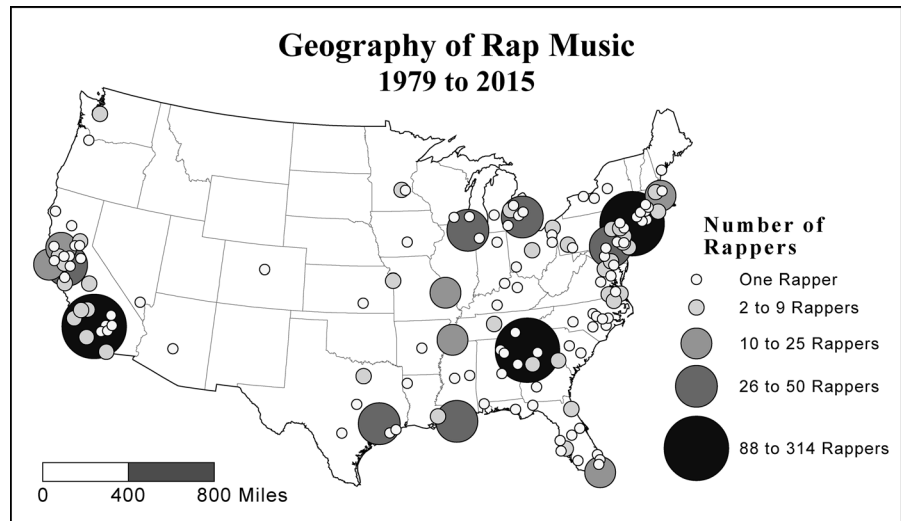 Geography of Rap Music
1979 to 2015
Number of
Rappers
One Rapper
2 to 9 Rappers
10 to 25 Rappers
26 to 50 Rappers
88 to 314 Rappers
0 400 800 Miles